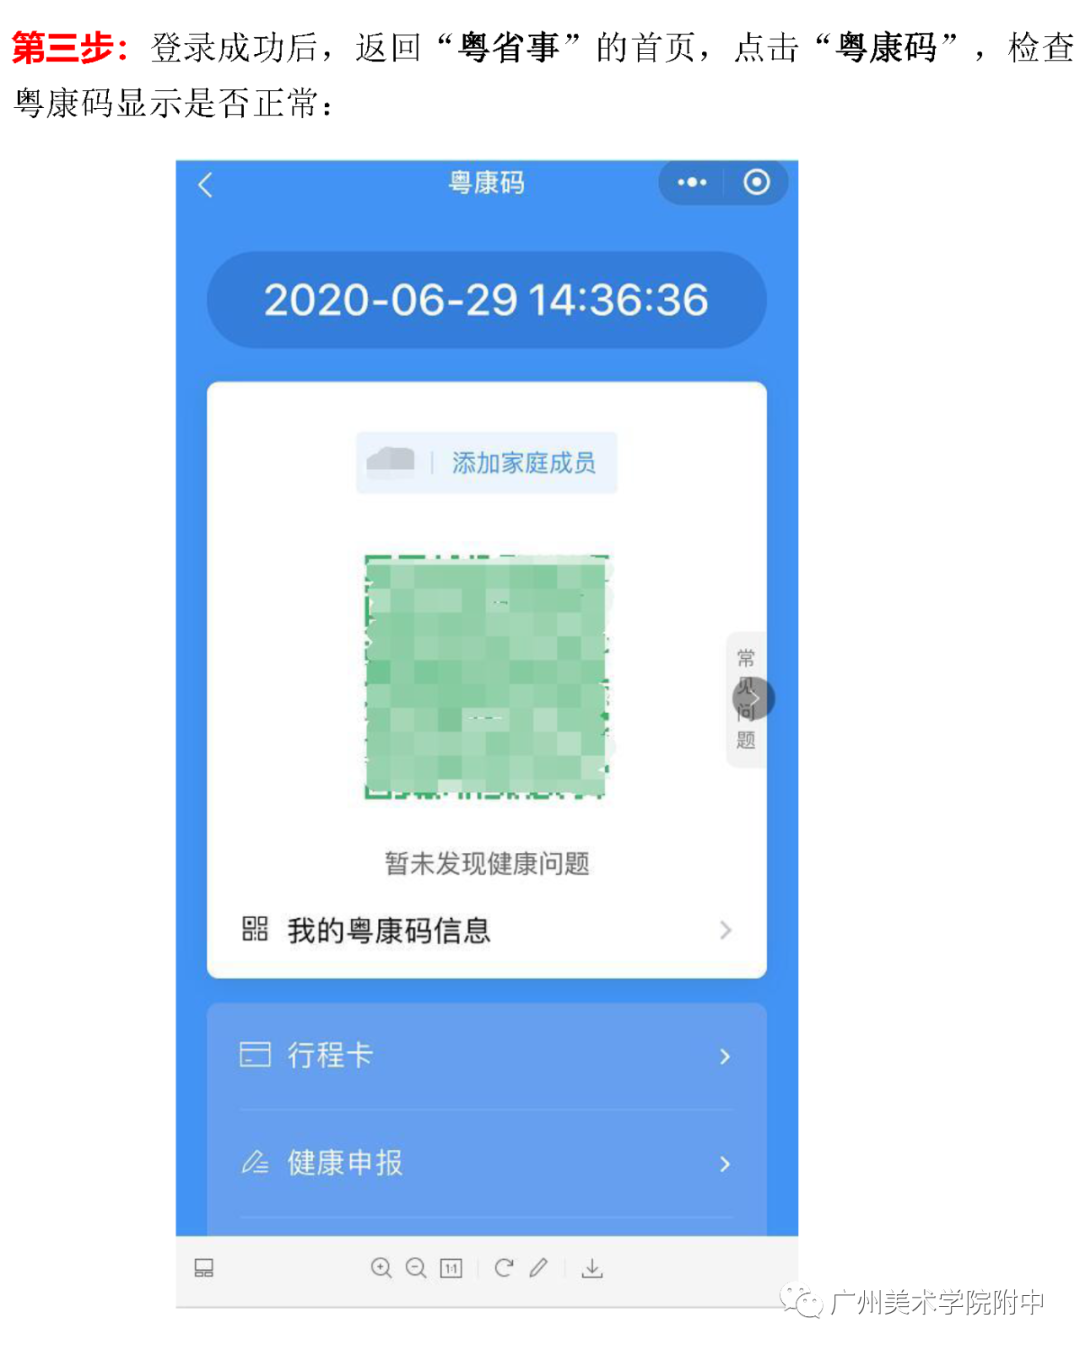 第三步：登录成功后，返回“粤省事”的首页，点击“粤康码”，检查
粤康码显示是否正常：
粤康码
2020-06-29 14:36:36
添加家庭成员
常见问题
暂未发现健康问题
我的粤康码信息
行程卡
健康申报
1:1
广州美术学院附中